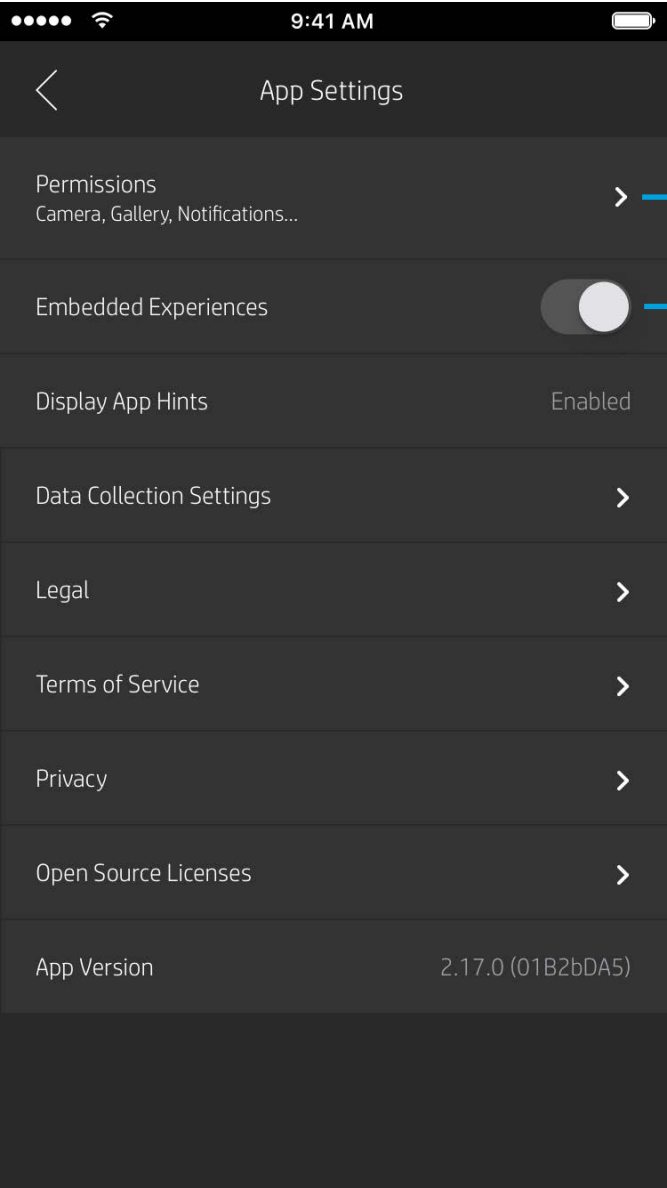 9:41 AM
App Settings
Permissions
Camera, Gallery, Notifications...
Embedded Experiences
Display App Hints Enabled
Data Collection Settings
Legal
Terms of Service
Privacy
Open Source Licenses
App Version 2.17.0 (01B2bDA5)